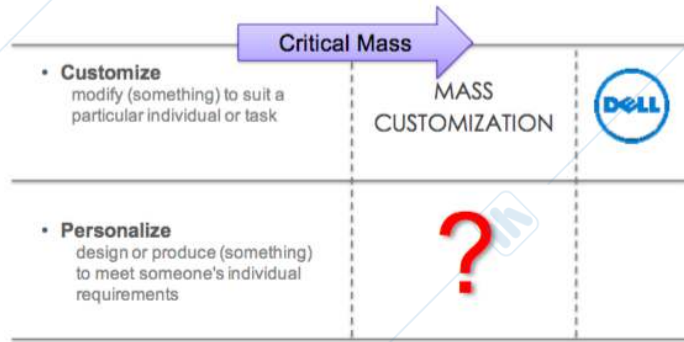 Critical Mass
• Customize
modify (something) to suit a
particular individual or task
MASS
CUSTOMIZATION
DELL
• Personalize
design or produce (something)
to meet someone's individual
requirements
?